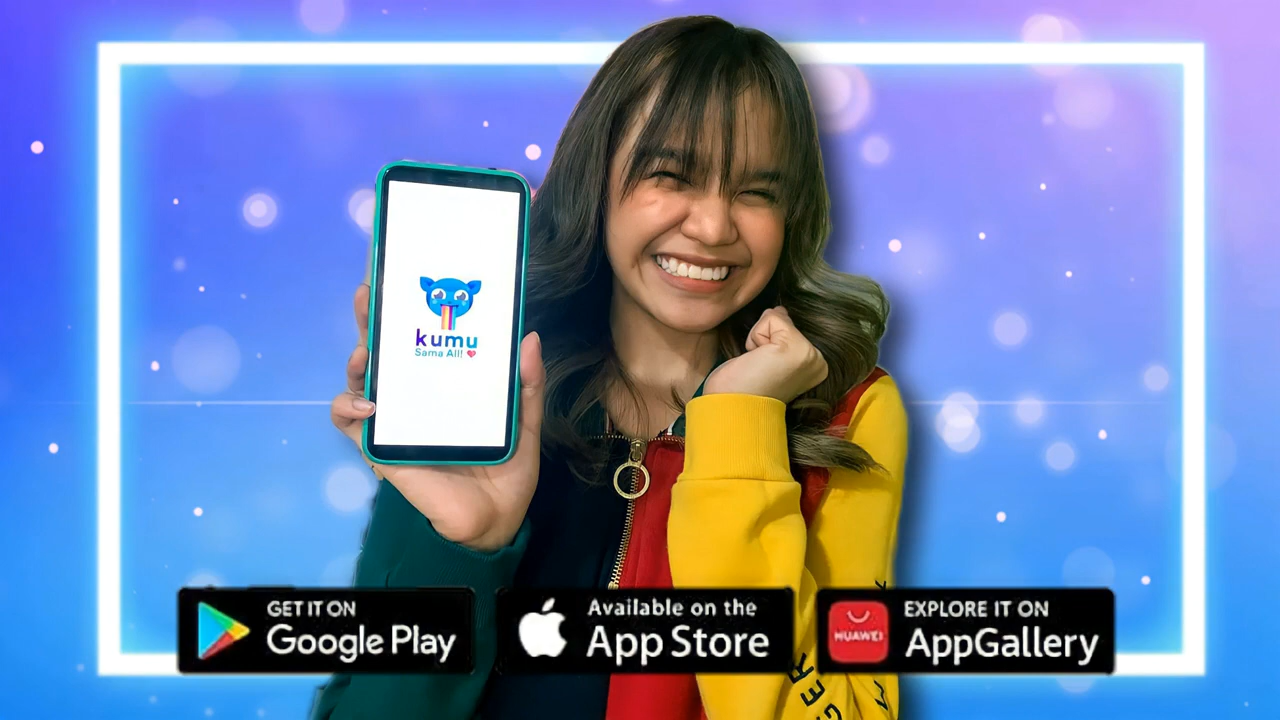 kumu
Sama All!
GET IT ON
Google Play
Available on the
App Store
HUAWEI
EXPLORE IT ON
AppGallery